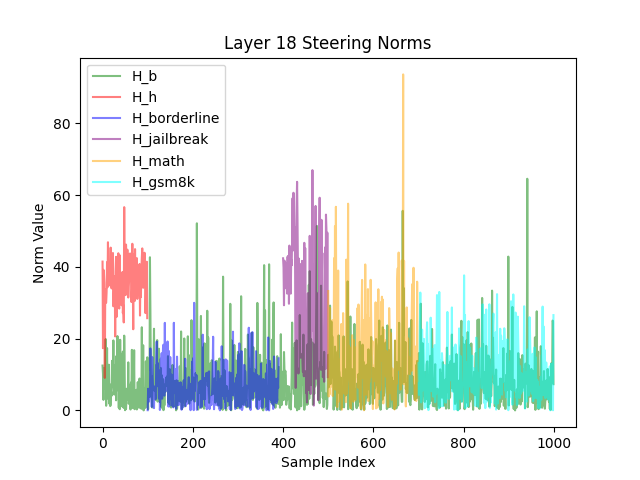 Layer 18 Steering Norms
H_b
H_h
H_borderline
H_jailbreak
H_math
H_gsm8k
Norm Value
80
60
40
20
0
0 200 400 600 800 1000
Sample Index